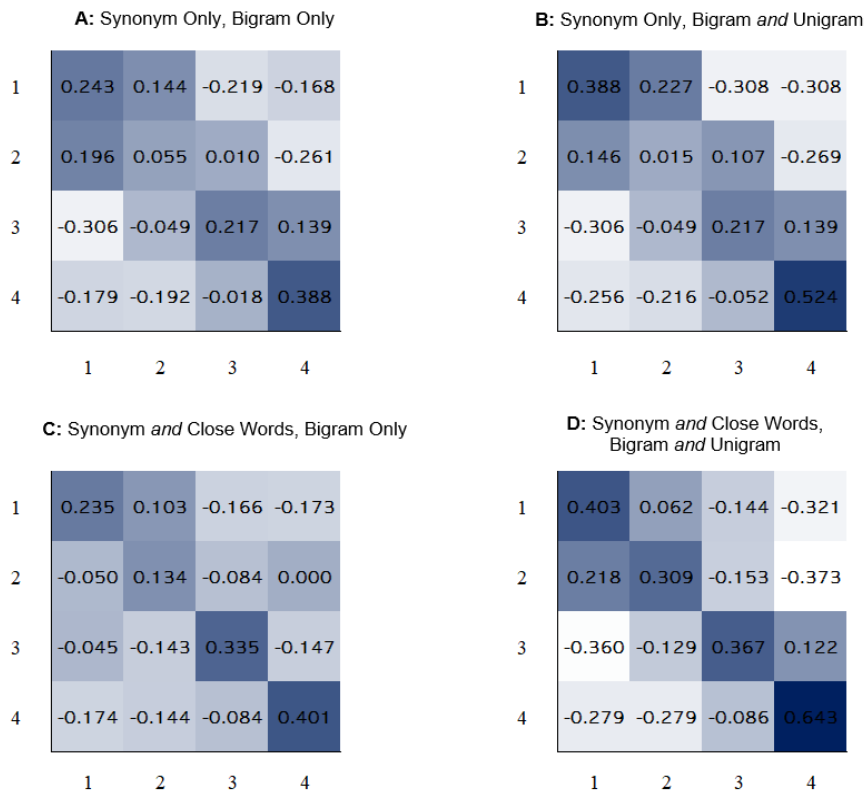 A: Synonym Only, Bigram Only
1 0.243 0.144 -0.219 -0.168
2 0.196 0.055 0.010 -0.261
3 -0.306 -0.049 0.217 0.139
4 -0.179 -0.192 -0.018 0.388
1 2 3 4
B: Synonym Only, Bigram and Unigram
1 0.388 0.227 -0.308 -0.308
2 0.146 0.015 0.107 -0.269
3 -0.306 -0.049 0.217 0.139
4 -0.256 -0.216 -0.052 0.524
1 2 3 4
C: Synonym and Close Words, Bigram Only
1 0.235 0.103 -0.166 -0.173
2 -0.050 0.134 -0.084 0.000
3 -0.045 -0.143 0.335 -0.147
4 -0.174 -0.144 -0.084 0.401
1 2 3 4
D: Synonym and Close Words,
Bigram and Unigram
1 0.403 0.062 -0.144 -0.321
2 0.218 0.309 -0.153 -0.373
3 -0.360 -0.129 0.367 0.122
4 -0.279 -0.279 -0.086 0.643
1 2 3 4